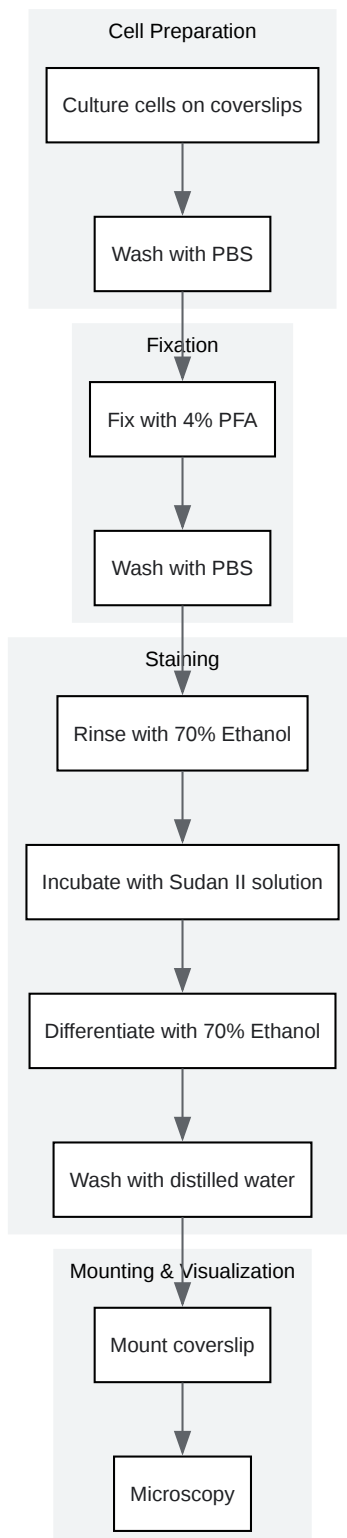 Cell Preparation
Culture cells on coverslips
Wash with PBS
Fixation
Fix with 4% PFA
Wash with PBS
Staining
Rinse with 70% Ethanol
Incubate with Sudan II solution
Differentiate with 70% Ethanol
Wash with distilled water
Mounting & Visualization
Mount coverslip
Microscopy